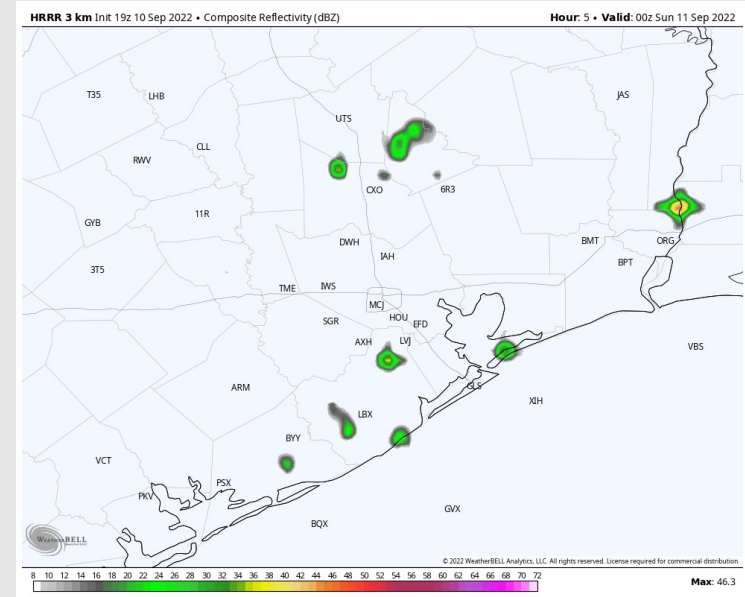 HRRR 3 km Init 19z 10 Sep 2022 • Composite Reflectivity (dBZ) Hour: 5 • Valid: 00z Sun 11 Sep 2022
T35 LHB JAS
UTS
CLL
RWV
CXO 6R3
11R
GYB
DWH BMT ORG
IAH
3T5 BPT
TME IWS
MCJ
SGR HOU
EFD
AXH LVJ
VBS
ARM GLS
XIH
LBX
BYY
VCT
PSX
PKV
GVX
BQX
WEATHERBELL
© 2022 WeatherBELL Analytics, LLC. All rights reserved. License required for commercial distribution.
8 10 12 14 16 18 20 22 24 26 28 30 32 34 36 38 40 42 44 46 48 50 52 54 56 58 60 62 64 66 68 70 72 Max: 46.3